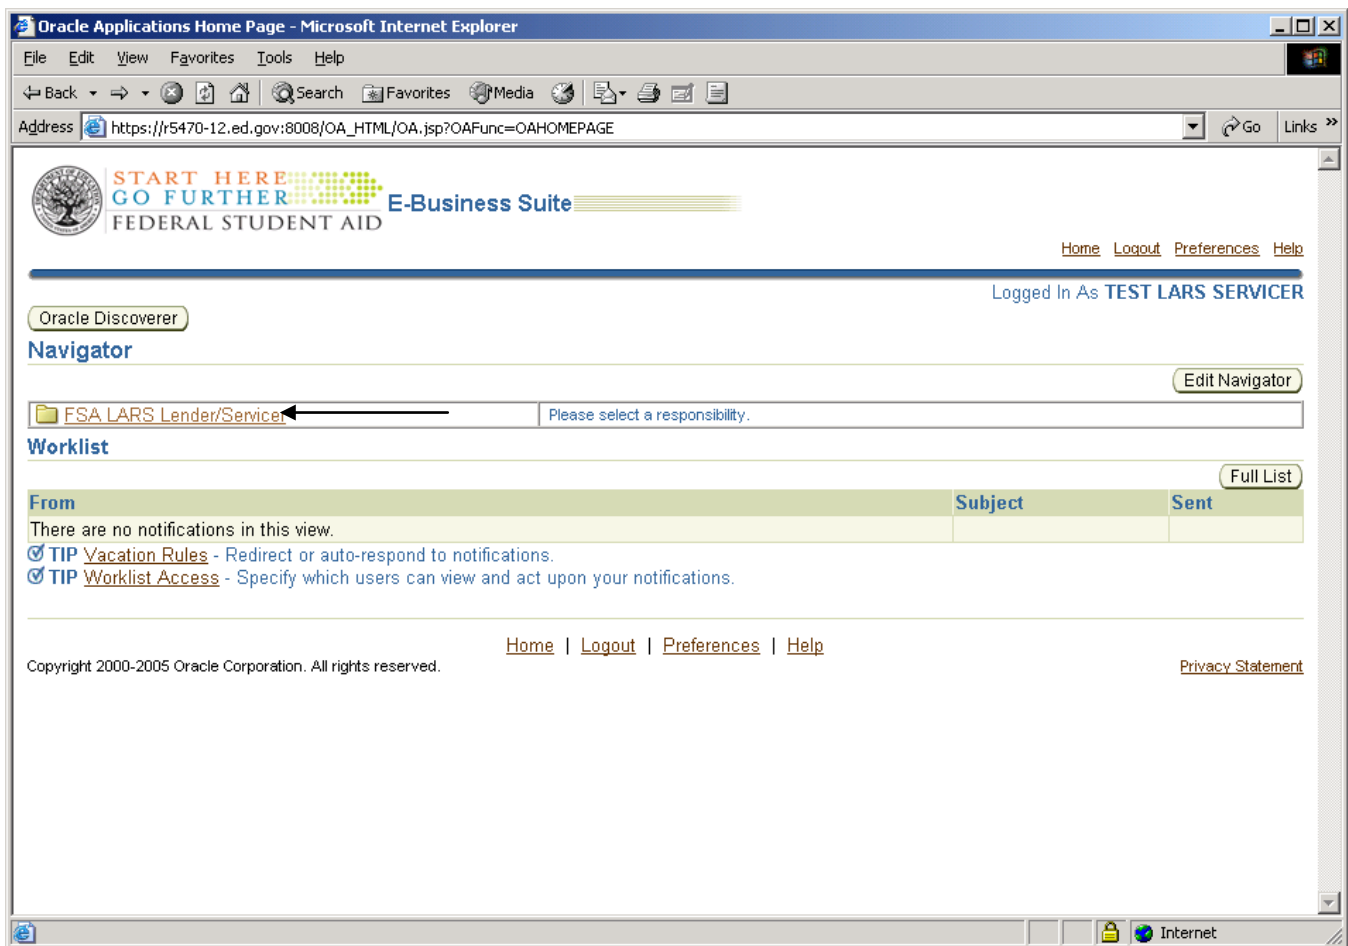 Oracle Applications Home Page - Microsoft Internet Explorer
File Edit View Favorites Tools Help
Back Search Favorites Media
Address https://r5470-12.ed.gov:8008/OA_HTML/OA.jsp?OAFunc=OAHOMEPAGE Go Links »
START HERE
GO FURTHER
FEDERAL STUDENT AID
E-Business Suite
Home Logout Preferences Help
Logged In As TEST LARS SERVICER
Oracle Discoverer
Navigator
Edit Navigator
FSA LARS Lender/Servicer Please select a responsibility.
Worklist
Full List
From Subject Sent
There are no notifications in this view.
TIP Vacation Rules - Redirect or auto-respond to notifications.
TIP Worklist Access - Specify which users can view and act upon your notifications.
Home | Logout | Preferences | Help
Copyright 2000-2005 Oracle Corporation. All rights reserved. Privacy Statement
Internet